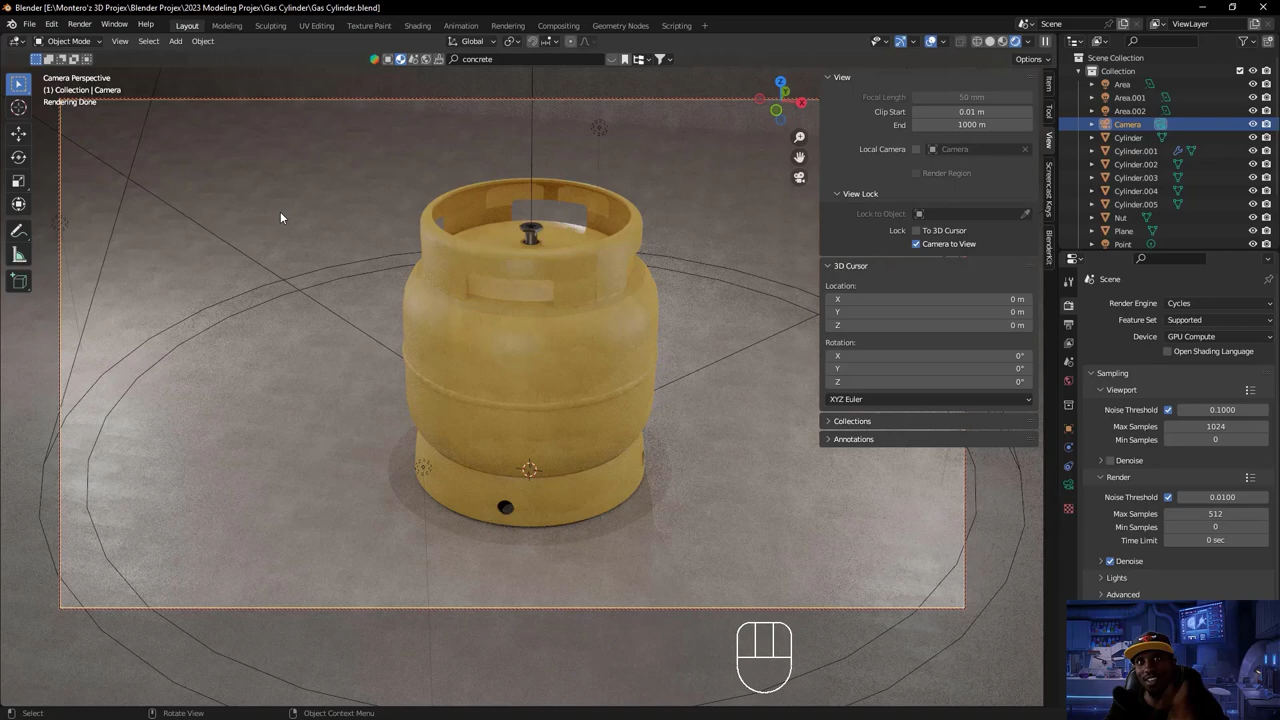 Blender [E:\Montero'z 3D Projex\Blender Projex\2023 Modeling Projex\Gas Cylinder\Gas Cylinder.blend]
File Edit Render Window Help Layout Modeling Sculpting UV Editing Texture Paint Shading Animation Rendering Compositing Geometry Nodes Scripting + Scene ViewLayer
Object Mode View Select Add Object Global
concrete Options
Camera Perspective
(1) Collection | Camera
Rendering Done
Z
Y
X
View
Focal Length 50 mm
Clip Start 0.01 m
End 1000 m
Local Camera Camera
Render Region
View Lock
Lock to Object
Lock To 3D Cursor
Camera to View
3D Cursor
Location:
X 0 m
Y 0 m
Z 0 m
Rotation:
X 0°
Y 0°
Z 0°
XYZ Euler
Collections
Annotations
Item
Tool
View
Screencast Keys
BlenderKit
Scene Collection
Collection
Area
Area.001
Area.002
Camera
Cylinder
Cylinder.001
Cylinder.002
Cylinder.003
Cylinder.004
Cylinder.005
Nut
Plane
Point
Scene
Render Engine Cycles
Feature Set Supported
Device GPU Compute
Open Shading Language
Sampling
Viewport
Noise Threshold 0.1000
Max Samples 1024
Min Samples 0
Denoise
Render
Noise Threshold 0.0100
Max Samples 512
Min Samples 0
Time Limit 0 sec
Denoise
Lights
Advanced
Select Rotate View Object Context Menu